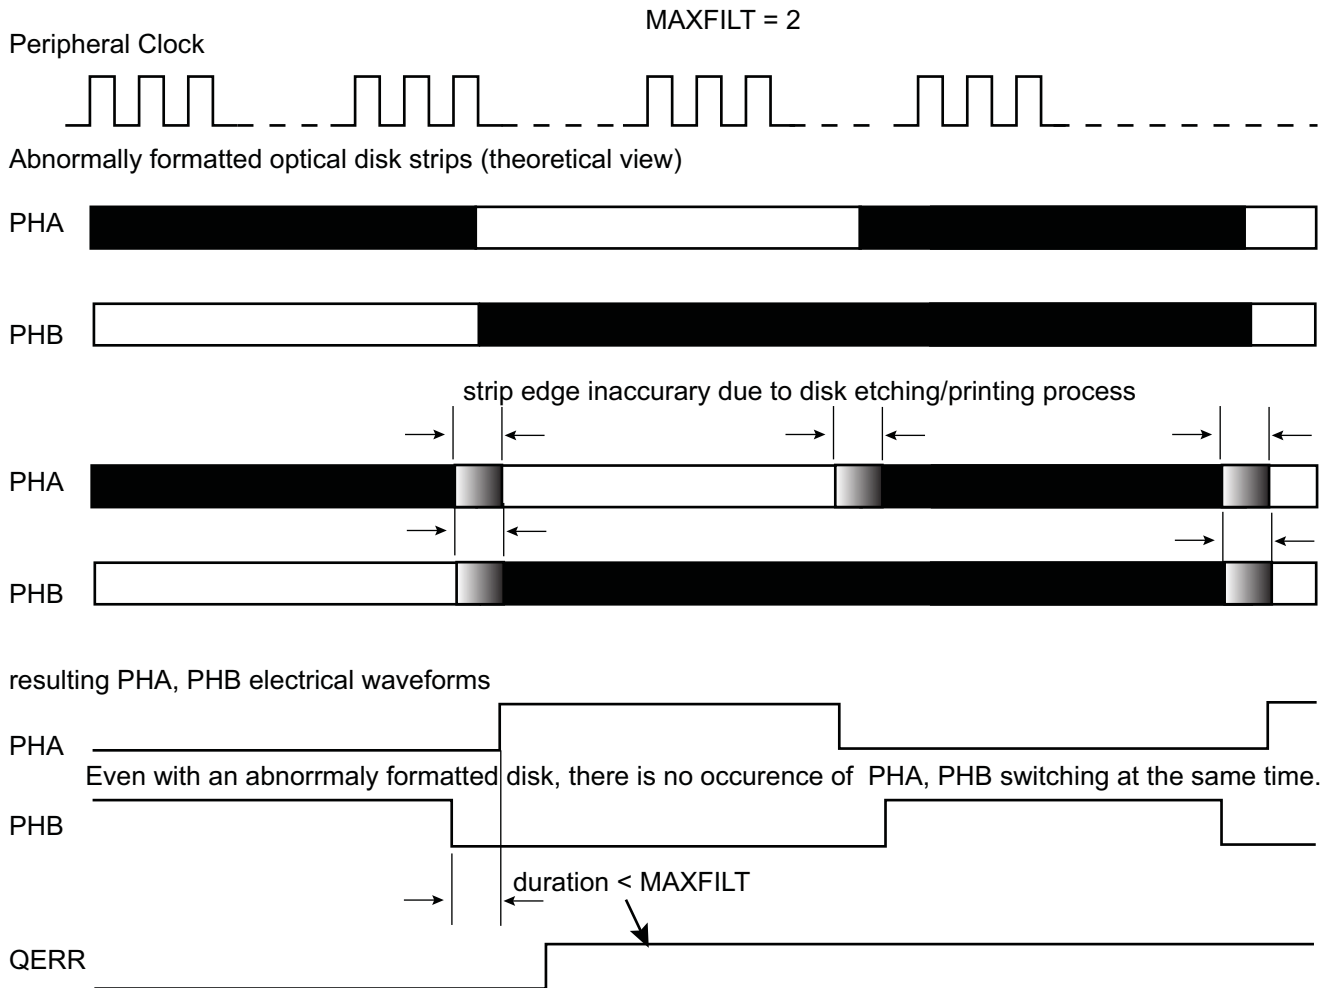 MAXFILT = 2
Peripheral Clock
Abnormally formatted optical disk strips (theoretical view)
PHA
PHB
strip edge inaccurary due to disk etching/printing process
PHA
PHB
resulting PHA, PHB electrical waveforms
PHA
Even with an abnorrmaly formatted disk, there is no occurence of PHA, PHB switching at the same time.
PHB
duration < MAXFILT
QERR